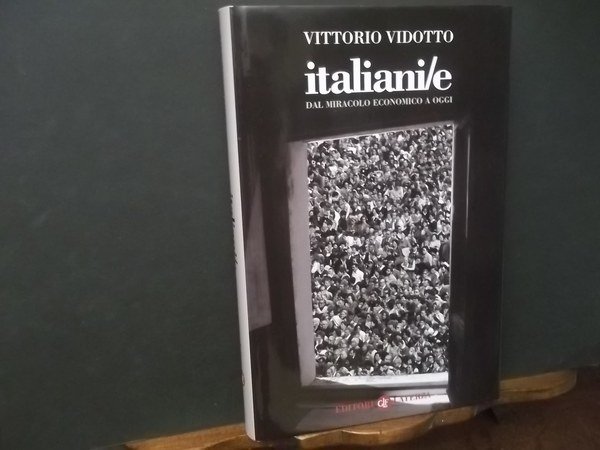 VITTORIO VIDOTTO
italiani/e
DAL MIRACOLO ECONOMICO A OGGI
EDITORI LATERZA